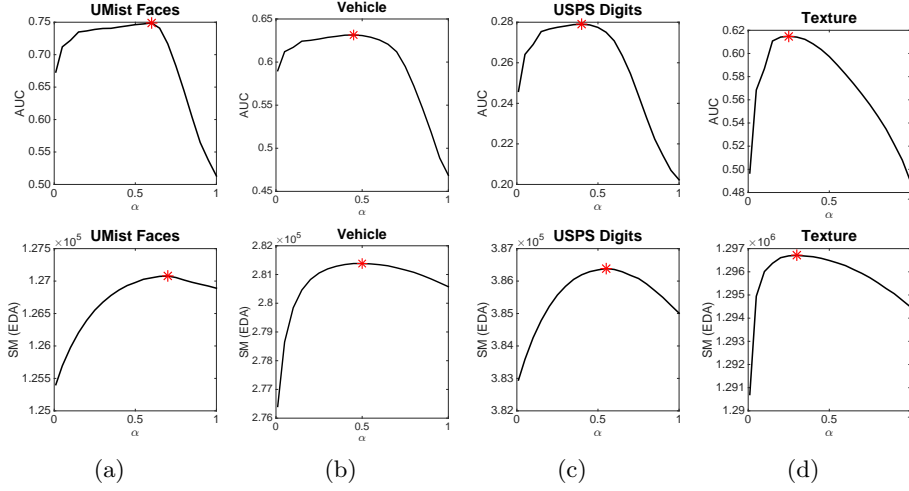 UMist Faces
0.75
0.70
0.65
0.60
0.55
0.50
AUC
0 0.5 1
α
Vehicle
0.65
0.6
0.55
0.5
0.45
AUC
0 0.5 1
α
USPS Digits
0.28
0.26
0.24
0.22
0.20
AUC
0 0.5 1
α
Texture
0.62
0.60
0.58
0.56
0.54
0.52
0.50
0.48
AUC
0 0.5 1
α
UMist Faces
×10⁵
1.275
1.27
1.265
1.26
1.255
1.25
SM (EDA)
0 0.5 1
α
Vehicle
×10⁵
2.82
2.81
2.8
2.79
2.78
2.77
2.76
SM (EDA)
0 0.5 1
α
USPS Digits
×10⁵
3.87
3.86
3.85
3.84
3.83
3.82
SM (EDA)
0 0.5 1
α
Texture
×10⁶
1.297
1.296
1.295
1.294
1.293
1.292
1.291
1.29
SM (EDA)
0 0.5 1
α
(a) (b) (c) (d)